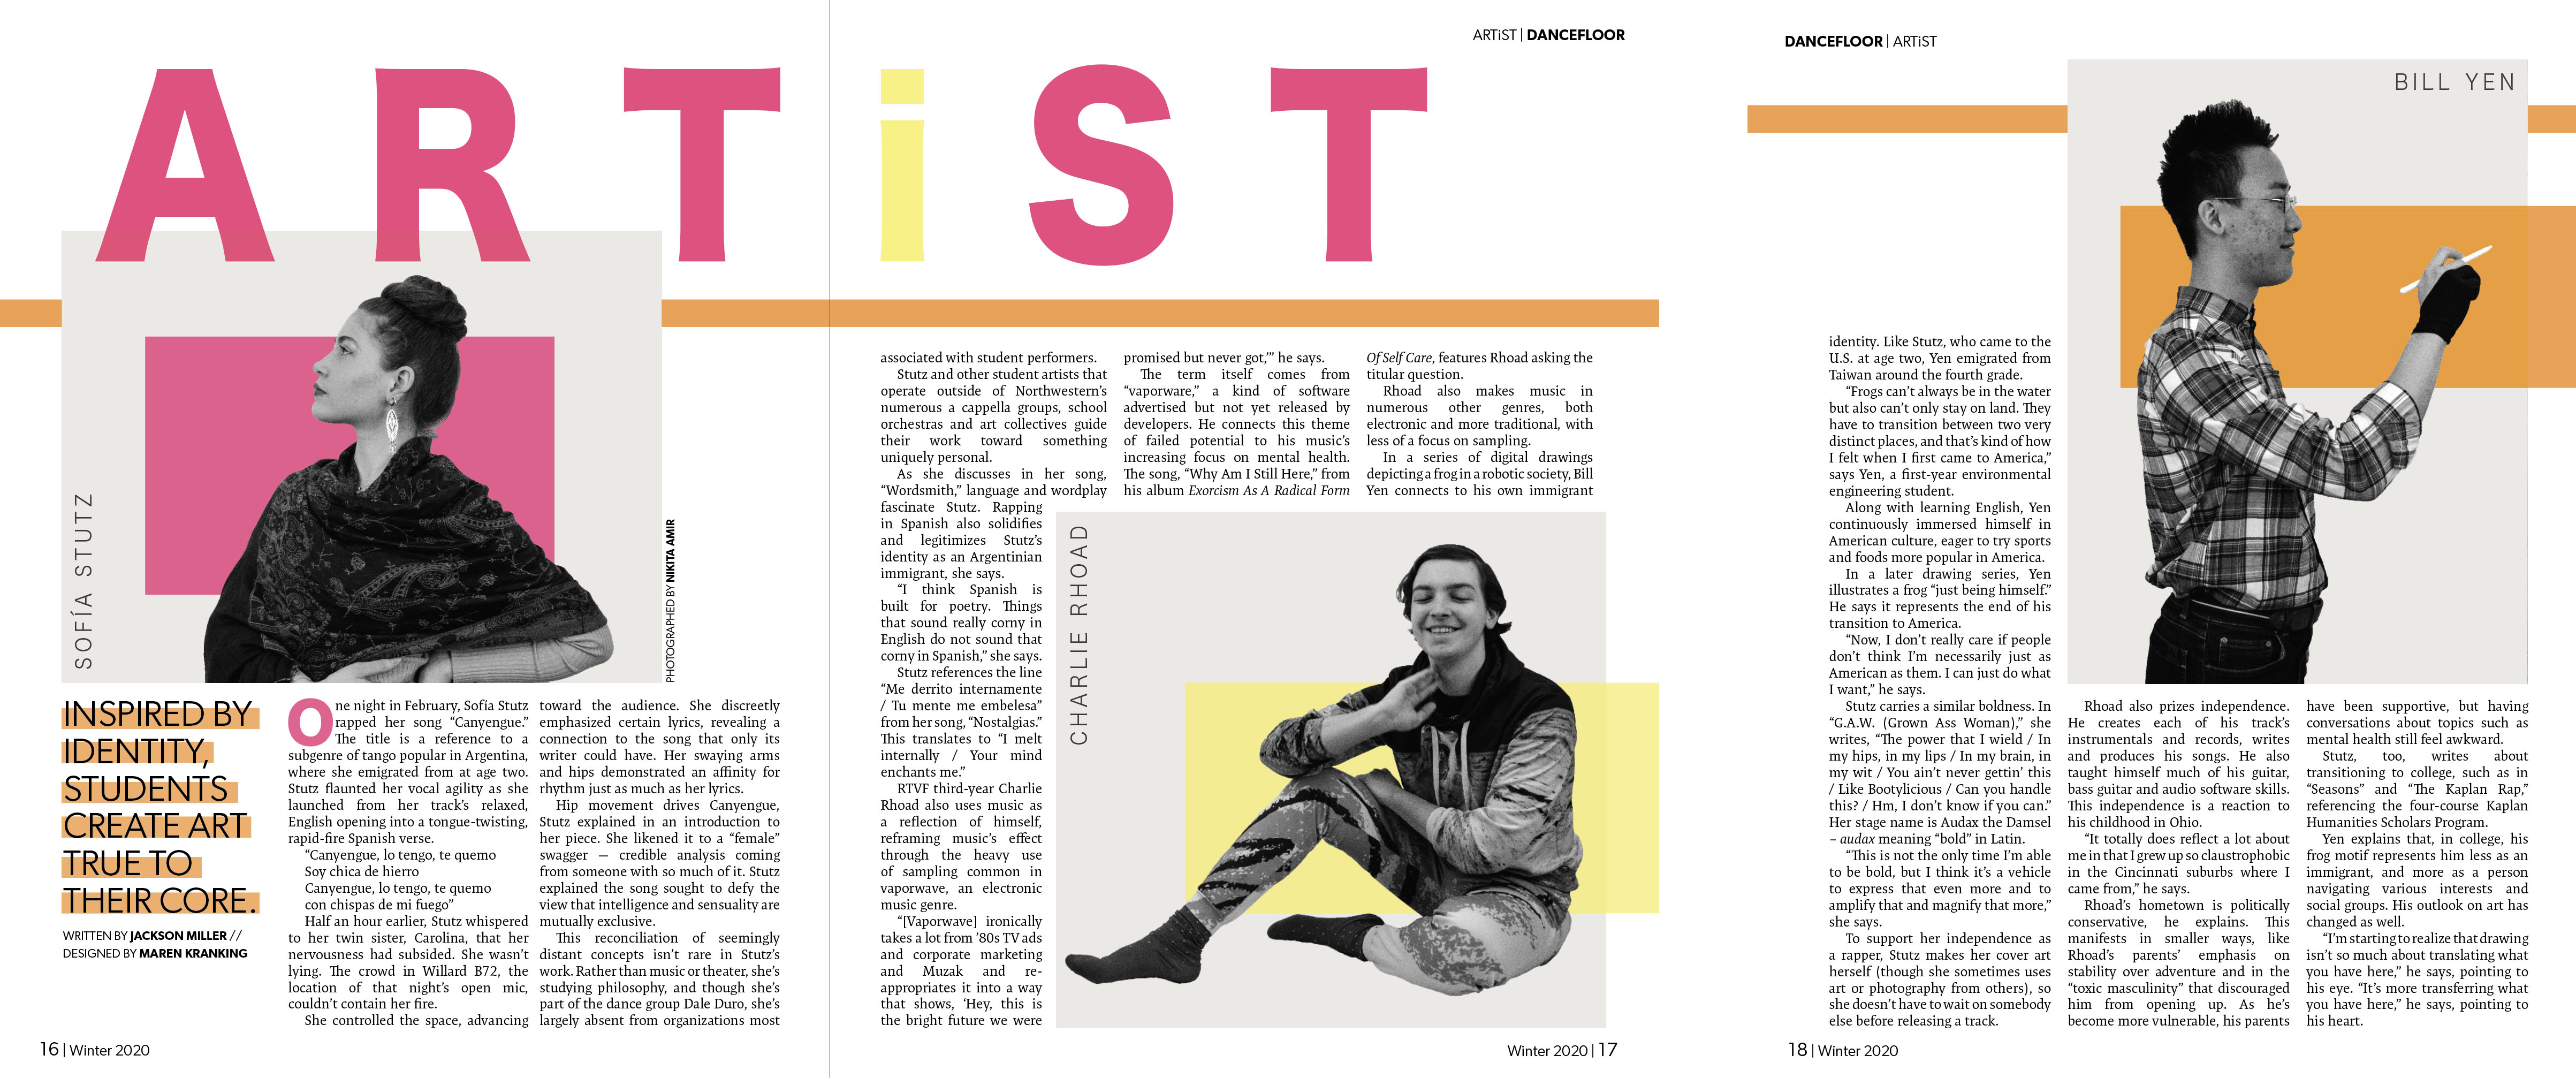 ARTiST | DANCEFLOOR
ARTiST
SOFÍA STUTZ
PHOTOGRAPHED BY NIKITA AMIR
INSPIRED BY
IDENTITY,
STUDENTS
CREATE ART
TRUE TO
THEIR CORE.
WRITTEN BY JACKSON MILLER //
DESIGNED BY MAREN KRANKING
One night in February, Sofía Stutz
rapped her song “Canyengue.”
The title is a reference to a
subgenre of tango popular in Argentina,
where she emigrated from at age two.
Stutz flaunted her vocal agility as she
launched from her track’s relaxed,
English opening into a tongue-twisting,
rapid-fire Spanish verse.
“Canyengue, lo tengo, te quemo
Soy chica de hierro
Canyengue, lo tengo, te quemo
con chispas de mi fuego”
Half an hour earlier, Stutz whispered
to her twin sister, Carolina, that her
nervousness had subsided. She wasn’t
lying. The crowd in Willard B72, the
location of that night’s open mic,
couldn’t contain her fire.
She controlled the space, advancing
toward the audience. She discreetly
emphasized certain lyrics, revealing a
connection to the song that only its
writer could have. Her swaying arms
and hips demonstrated an affinity for
rhythm just as much as her lyrics.
Hip movement drives Canyengue,
Stutz explained in an introduction to
her piece. She likened it to a “female”
swagger — credible analysis coming
from someone with so much of it. Stutz
explained the song sought to defy the
view that intelligence and sensuality are
mutually exclusive.
This reconciliation of seemingly
distant concepts isn’t rare in Stutz’s
work. Rather than music or theater, she’s
studying philosophy, and though she’s
part of the dance group Dale Duro, she’s
largely absent from organizations most
16 | Winter 2020
associated with student performers.
Stutz and other student artists that
operate outside of Northwestern’s
numerous a cappella groups, school
orchestras and art collectives guide
their work toward something
uniquely personal.
As she discusses in her song,
“Wordsmith,” language and wordplay
fascinate Stutz. Rapping
in Spanish also solidifies
and legitimizes Stutz’s
identity as an Argentinian
immigrant, she says.
“I think Spanish is
built for poetry. Things
that sound really corny in
English do not sound that
corny in Spanish,” she says.
Stutz references the line
“Me derrito internamente
/ Tu mente me embelesa”
from her song, “Nostalgias.”
This translates to “I melt
internally / Your mind
enchants me.”
RTVF third-year Charlie
Rhoad also uses music as
a reflection of himself,
reframing music’s effect
through the heavy use
of sampling common in
vaporwave, an electronic
music genre.
“[Vaporwave] ironically
takes a lot from ’80s TV ads
and corporate marketing
and Muzak and re-
appropriates it into a way
that shows, ‘Hey, this is
the bright future we were
promised but never got,’” he says.
The term itself comes from
“vaporware,” a kind of software
advertised but not yet released by
developers. He connects this theme
of failed potential to his music’s
increasing focus on mental health.
The song, “Why Am I Still Here,” from
his album Exorcism As A Radical Form
Of Self Care, features Rhoad asking the
titular question.
Rhoad also makes music in
numerous other genres, both
electronic and more traditional, with
less of a focus on sampling.
In a series of digital drawings
depicting a frog in a robotic society, Bill
Yen connects to his own immigrant
CHARLIE RHOAD
Winter 2020 | 17
DANCEFLOOR | ARTiST
BILL YEN
identity. Like Stutz, who came to the
U.S. at age two, Yen emigrated from
Taiwan around the fourth grade.
“Frogs can’t always be in the water
but also can’t only stay on land. They
have to transition between two very
distinct places, and that’s kind of how
I felt when I first came to America,”
says Yen, a first-year environmental
engineering student.
Along with learning English, Yen
continuously immersed himself in
American culture, eager to try sports
and foods more popular in America.
In a later drawing series, Yen
illustrates a frog “just being himself.”
He says it represents the end of his
transition to America.
“Now, I don’t really care if people
don’t think I’m necessarily just as
American as them. I can just do what
I want,” he says.
Stutz carries a similar boldness. In
“G.A.W. (Grown Ass Woman),” she
writes, “The power that I wield / In
my hips, in my lips / In my brain, in
my wit / You ain’t never gettin’ this
/ Like Bootylicious / Can you handle
this? / Hm, I don’t know if you can.”
Her stage name is Audax the Damsel
– audax meaning “bold” in Latin.
“This is not the only time I’m able
to be bold, but I think it’s a vehicle
to express that even more and to
amplify that and magnify that more,”
she says.
To support her independence as
a rapper, Stutz makes her cover art
herself (though she sometimes uses
art or photography from others), so
she doesn’t have to wait on somebody
else before releasing a track.
Rhoad also prizes independence.
He creates each of his track’s
instrumentals and records, writes
and produces his songs. He also
taught himself much of his guitar,
bass guitar and audio software skills.
This independence is a reaction to
his childhood in Ohio.
“It totally does reflect a lot about
me in that I grew up so claustrophobic
in the Cincinnati suburbs where I
came from,” he says.
Rhoad’s hometown is politically
conservative, he explains. This
manifests in smaller ways, like
Rhoad’s parents’ emphasis on
stability over adventure and in the
“toxic masculinity” that discouraged
him from opening up. As he’s
become more vulnerable, his parents
have been supportive, but having
conversations about topics such as
mental health still feel awkward.
Stutz, too, writes about
transitioning to college, such as in
“Seasons” and “The Kaplan Rap,”
referencing the four-course Kaplan
Humanities Scholars Program.
Yen explains that, in college, his
frog motif represents him less as an
immigrant, and more as a person
navigating various interests and
social groups. His outlook on art has
changed as well.
“I’m starting to realize that drawing
isn’t so much about translating what
you have here,” he says, pointing to
his eye. “It’s more transferring what
you have here,” he says, pointing to
his heart.
18 | Winter 2020